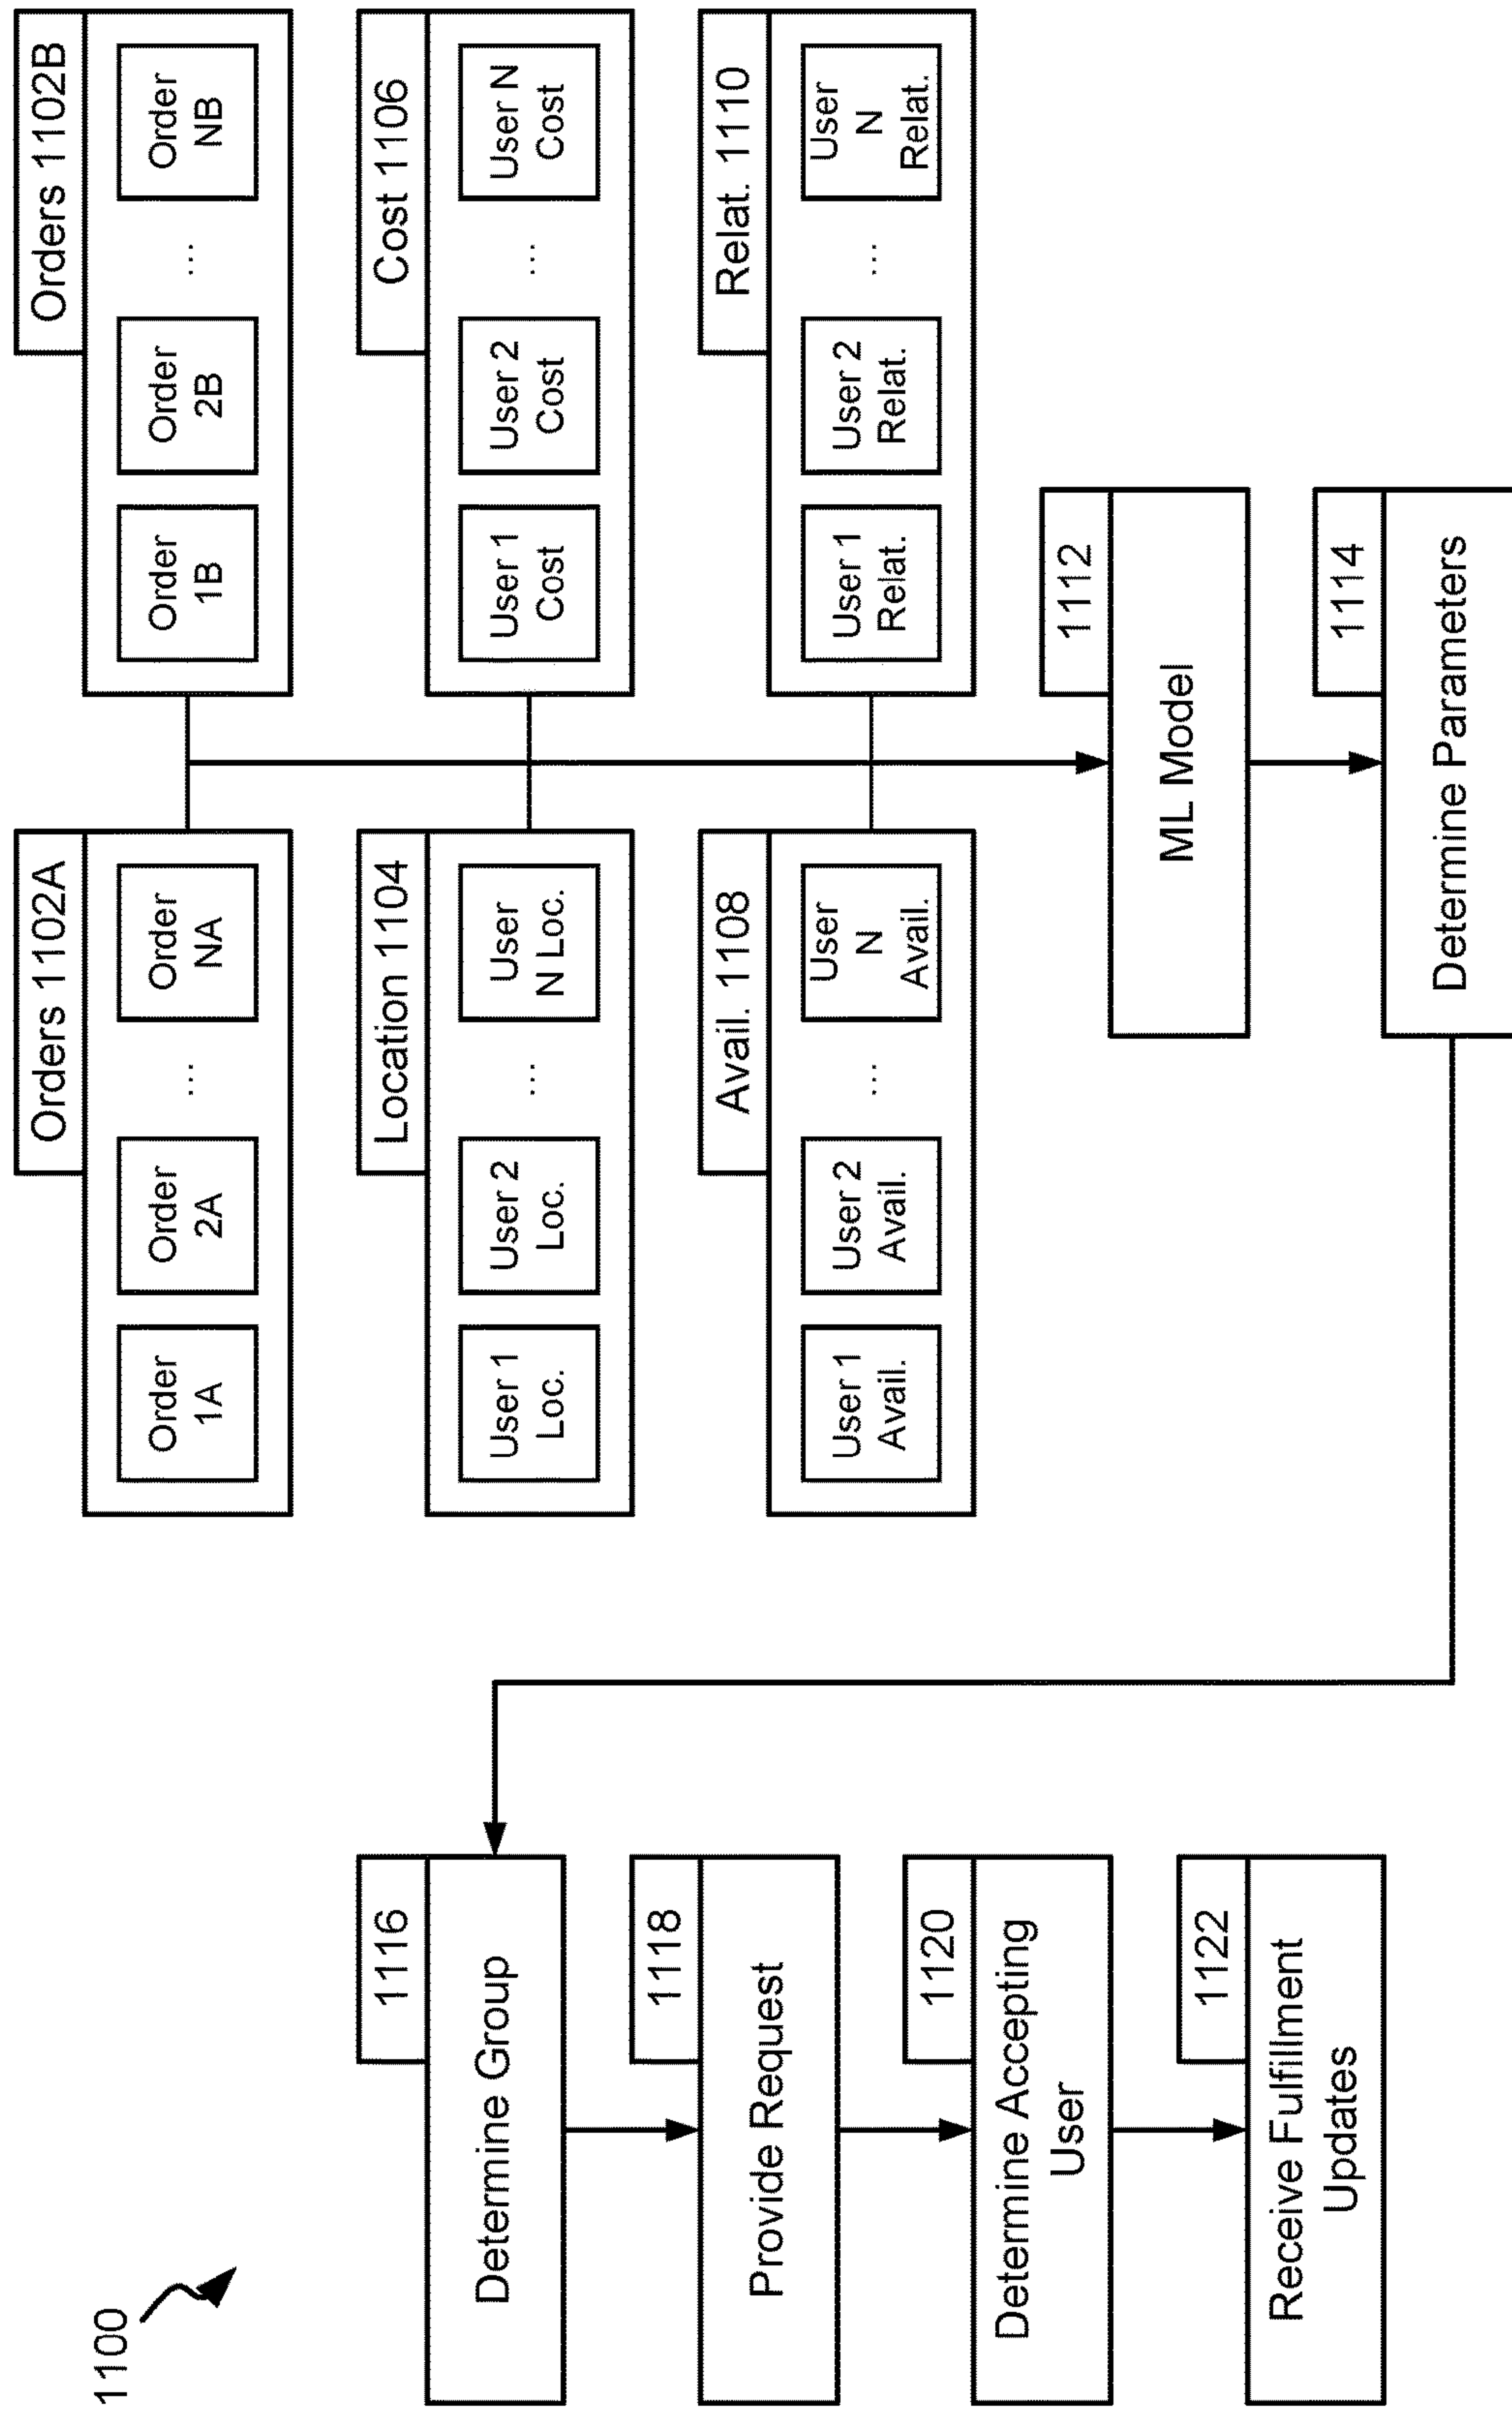 1100
Orders 1102A
Order
1A
Order
2A
...
Order
NA
Orders 1102B
Order
1B
Order
2B
...
Order
NB
Location 1104
User 1
Loc.
User 2
Loc.
...
User
N Loc.
Cost 1106
User 1
Cost
User 2
Cost
...
User N
Cost
Avail. 1108
User 1
Avail.
User 2
Avail.
...
User
N
Avail.
Relat. 1110
User 1
Relat.
User 2
Relat.
...
User
N
Relat.
1112
ML Model
1114
Determine Parameters
1116
Determine Group
1118
Provide Request
1120
Determine Accepting
User
1122
Receive Fulfillment
Updates